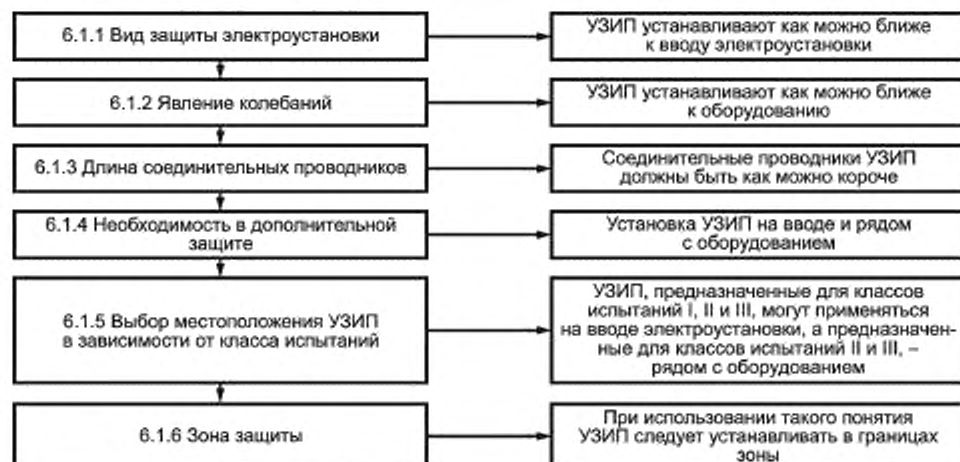 6.1.1 Вид защиты электроустановки
УЗИП устанавливают как можно ближе
к вводу электроустановки
6.1.2 Явление колебаний
УЗИП устанавливают как можно ближе
к оборудованию
6.1.3 Длина соединительных проводников
Соединительные проводники УЗИП
должны быть как можно короче
6.1.4 Необходимость в дополнительной
защите
Установка УЗИП на вводе и рядом
с оборудованием
6.1.5 Выбор местоположения УЗИП
в зависимости от класса испытаний
УЗИП, предназначенные для классов
испытаний I, II и III, могут применяться
на вводе электроустановки, а предназначен-
ные для классов испытаний II и III, –
рядом с оборудованием
6.1.6 Зона защиты
При использовании такого понятия
УЗИП следует устанавливать в границах
зоны